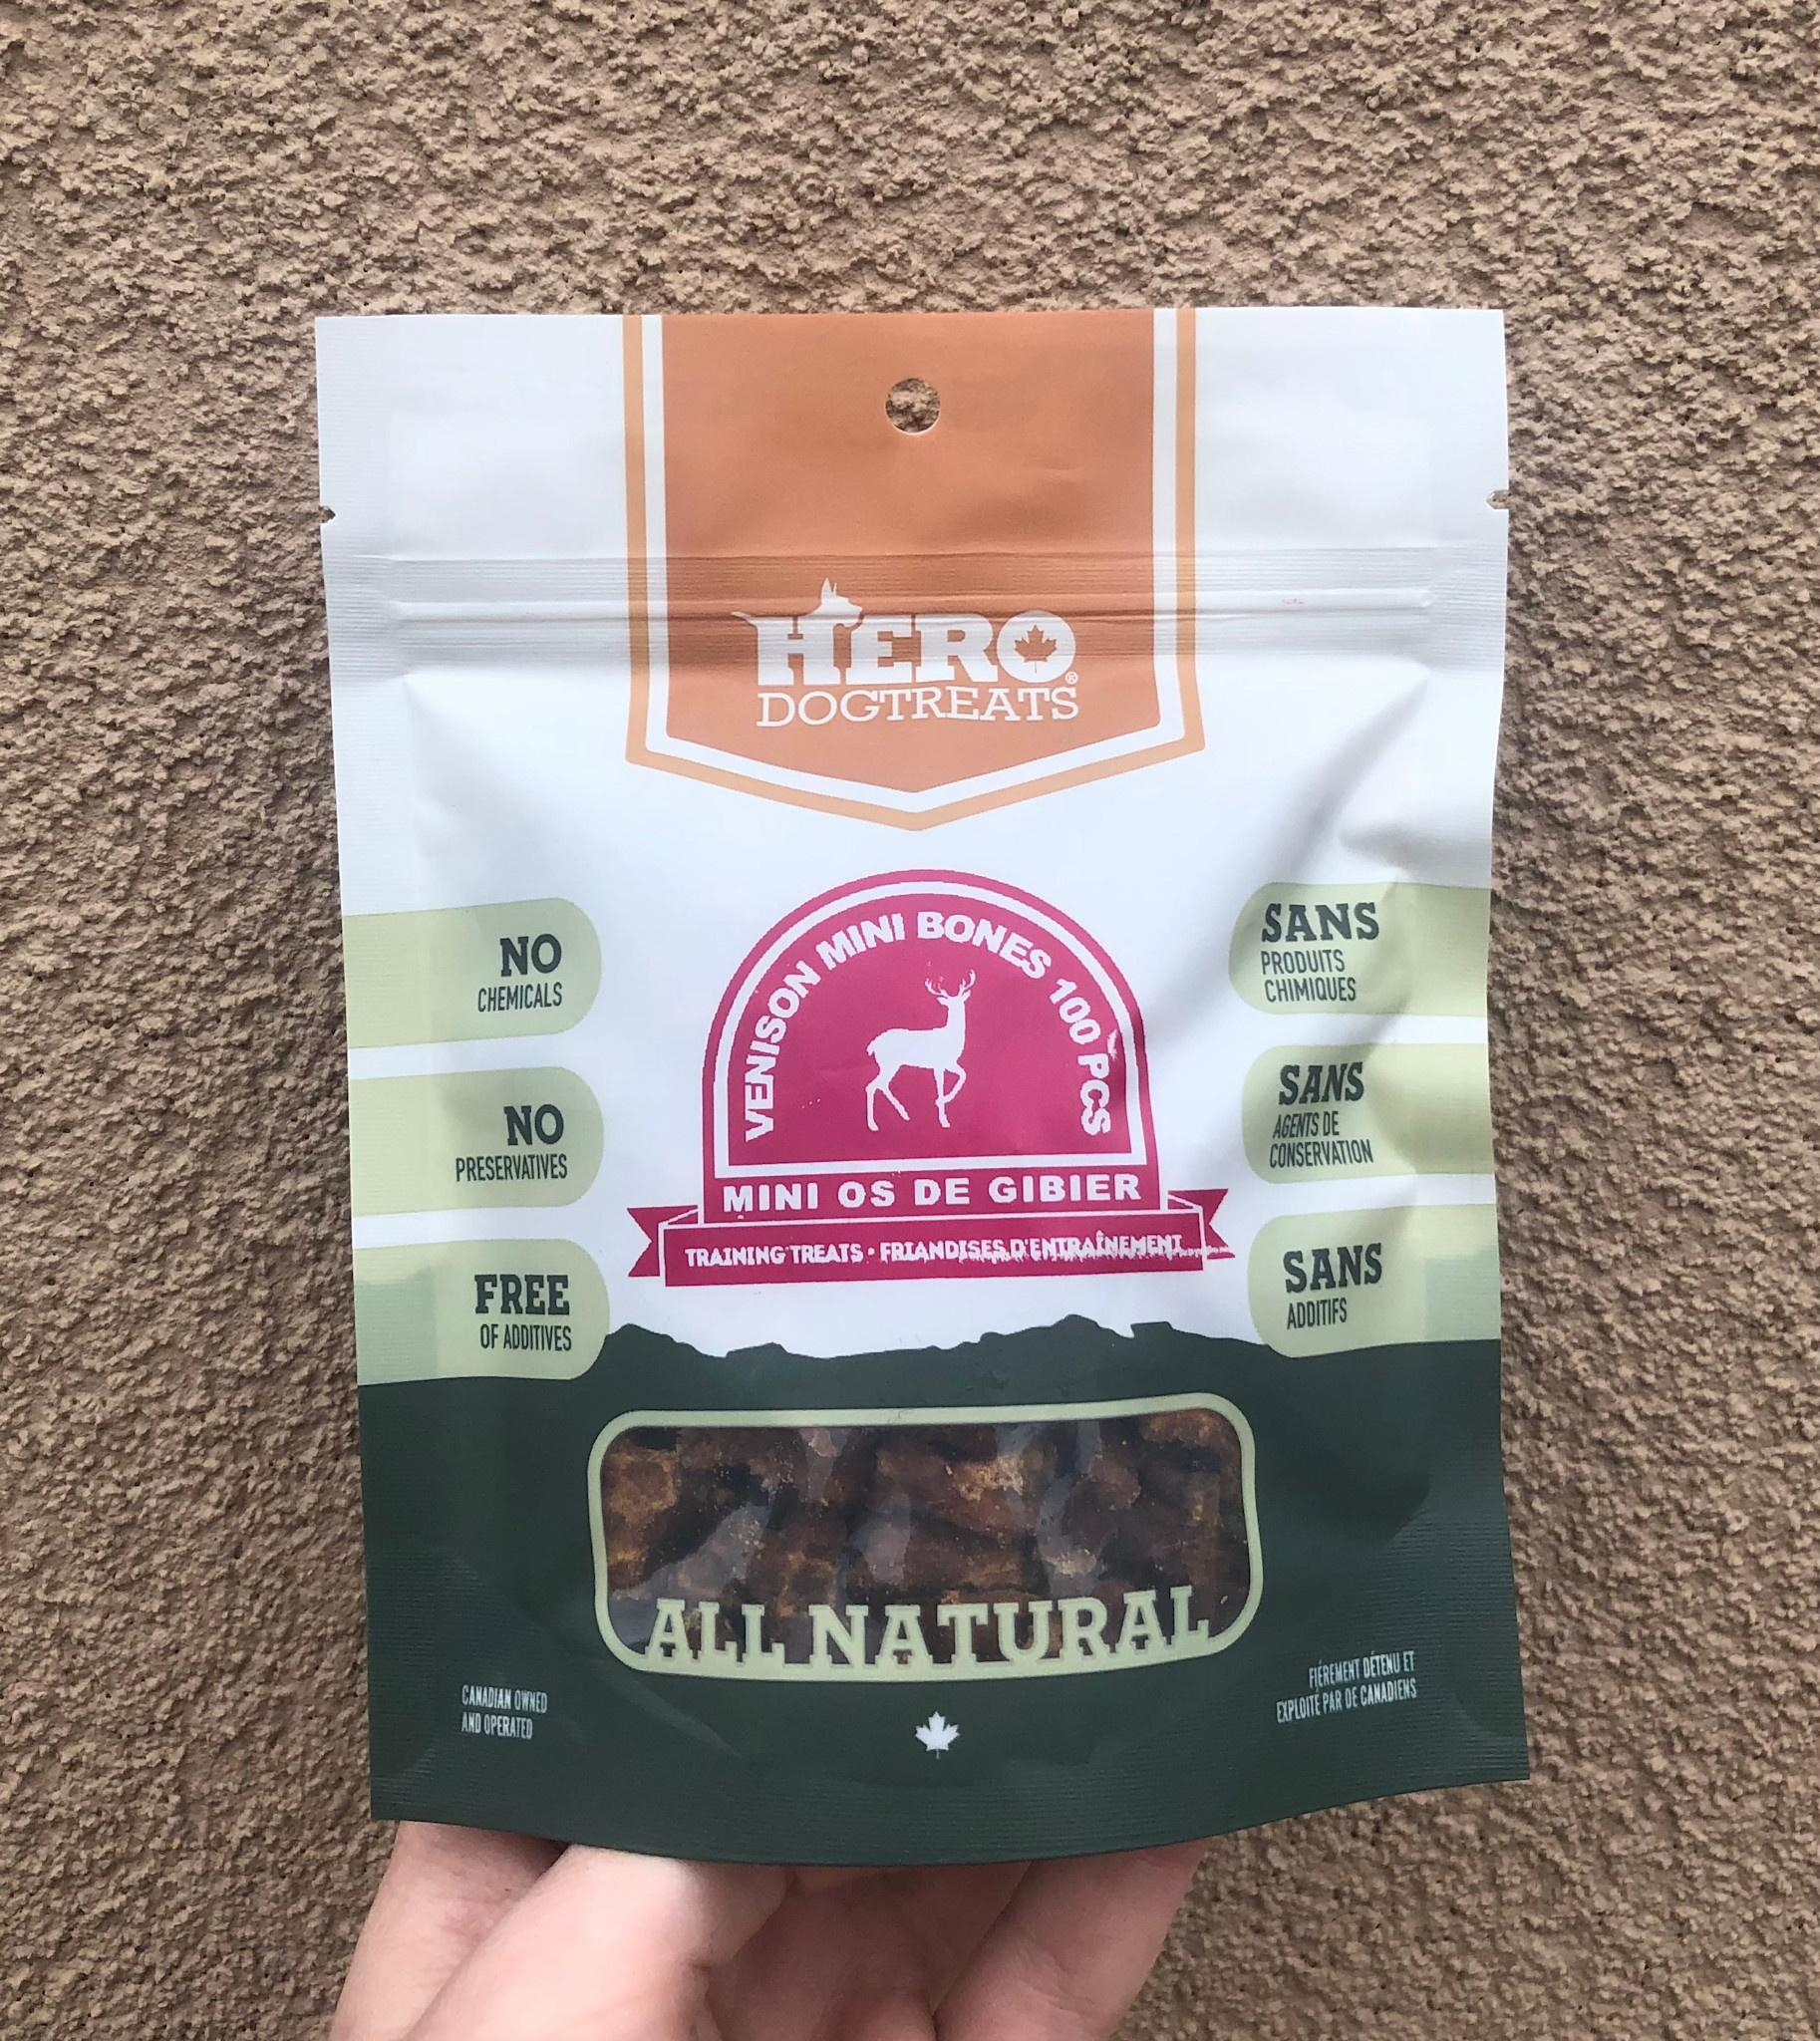 HERO®
DOGTREATS
VENISON MINI BONES 100 PCS
MINI OS DE GIBIER
TRAINING TREATS • FRIANDISES D'ENTRAÎNEMENT
NO
CHEMICALS
NO
PRESERVATIVES
FREE
OF ADDITIVES
SANS
PRODUITS
CHIMIQUES
SANS
AGENTS DE
CONSERVATION
SANS
ADDITIFS
ALL NATURAL
CANADIAN OWNED
AND OPERATED
FIÈREMENT DÉTENU ET
EXPLOITÉ PAR DE CANADIENS